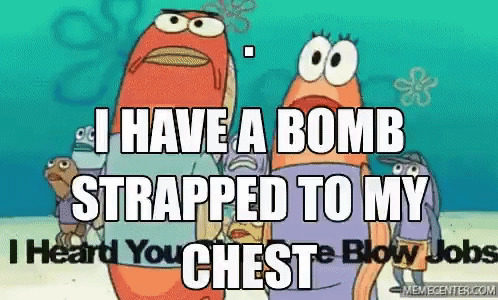 .
I HAVE A BOMB
STRAPPED TO MY
CHEST
I Heard You Blow Jobs
MEMECENTER.COM